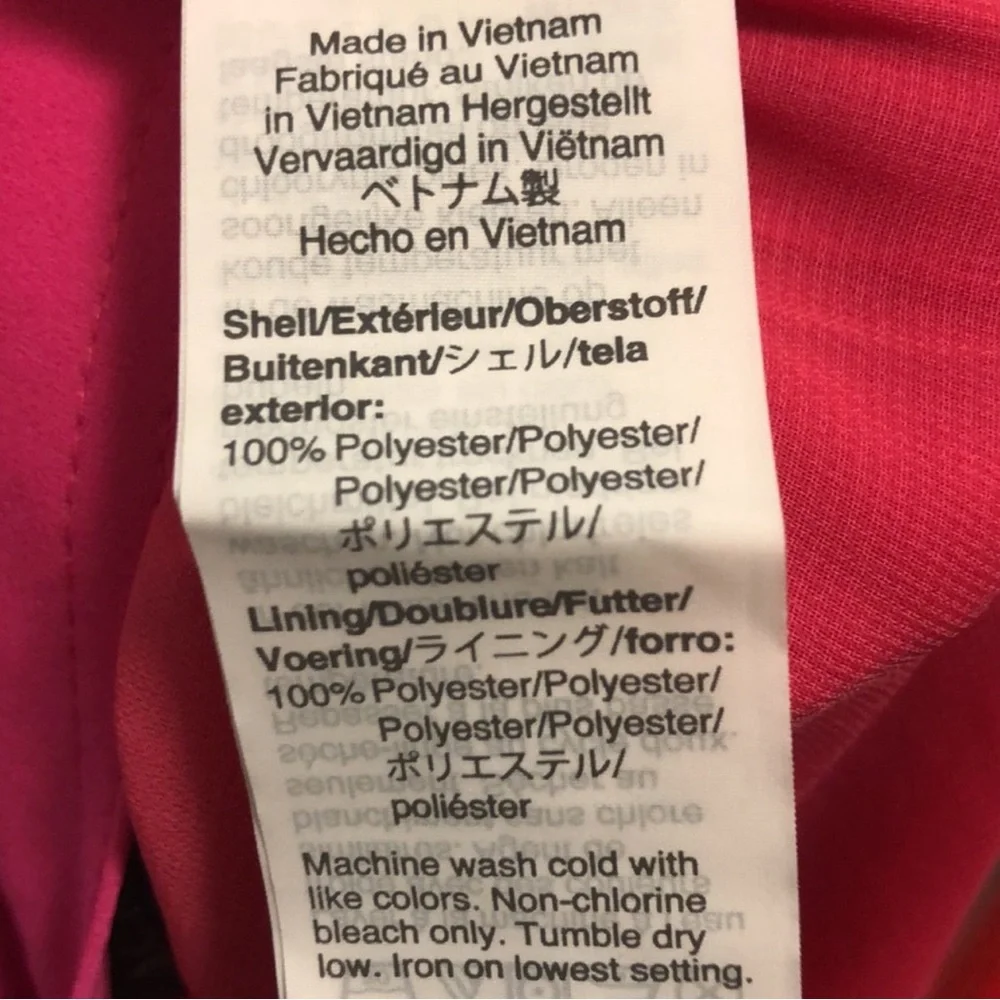 Made in Vietnam
Fabriqué au Vietnam
in Vietnam Hergestellt
Vervaardigd in Viëtnam
ベトナム製
Hecho en Vietnam
Shell/Extérieur/Oberstoff/
Buitenkant/シェル/tela
exterior:
100% Polyester/Polyester/
Polyester/Polyester/
ポリエステル/
poliéster
Lining/Doublure/Futter/
Voering/ライニング/forro:
100% Polyester/Polyester/
Polyester/Polyester/
ポリエステル/
poliéster
Machine wash cold with
like colors. Non-chlorine
bleach only. Tumble dry
low. Iron on lowest setting.